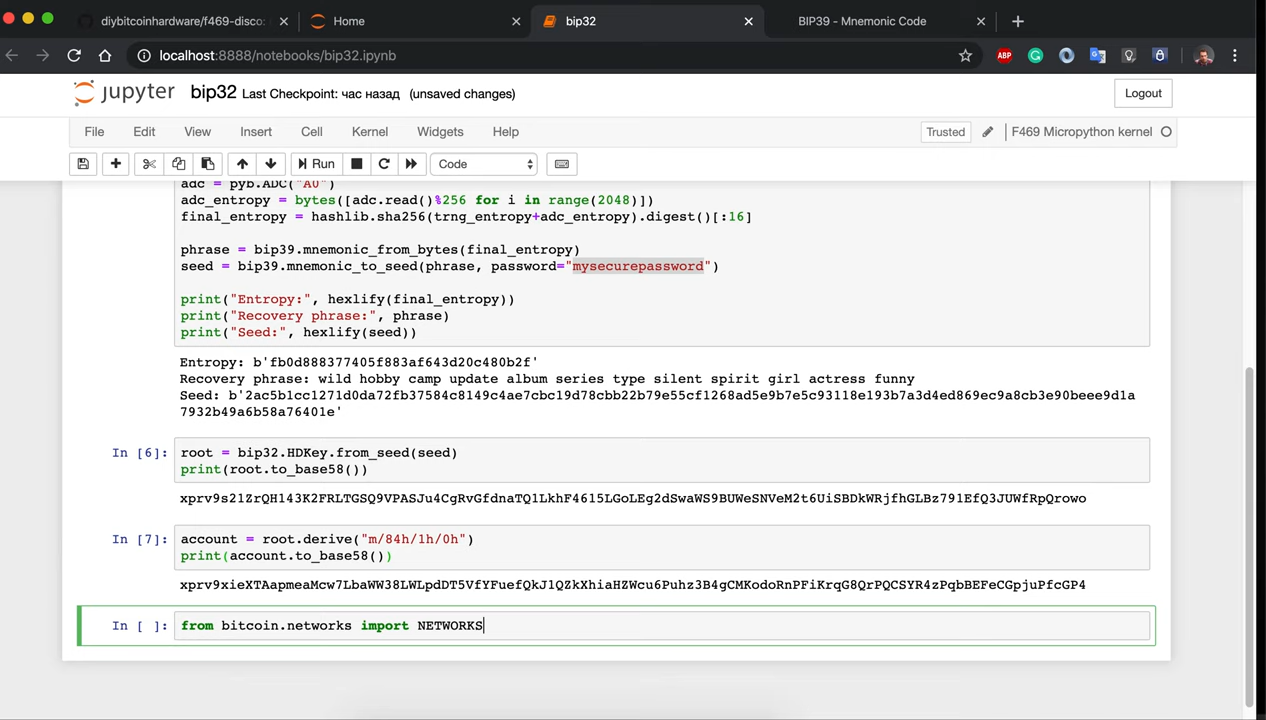 diybitcoinhardware/f469-disco:
Home
bip32
BIP39 - Mnemonic Code
localhost:8888/notebooks/bip32.ipynb
ABP
jupyter bip32 Last Checkpoint: час назад (unsaved changes)
Logout
File Edit View Insert Cell Kernel Widgets Help
Trusted
F469 Micropython kernel
Run
Code
adc = pyb.ADC("A0")
adc_entropy = bytes([adc.read()%256 for i in range(2048)])
final_entropy = hashlib.sha256(trng_entropy+adc_entropy).digest()[:16]
phrase = bip39.mnemonic_from_bytes(final_entropy)
seed = bip39.mnemonic_to_seed(phrase, password="mysecurepassword")
print("Entropy:", hexlify(final_entropy))
print("Recovery phrase:", phrase)
print("Seed:", hexlify(seed))
Entropy: b'fb0d888377405f883af643d20c480b2f'
Recovery phrase: wild hobby camp update album series type silent spirit girl actress funny
Seed: b'2ac5b1cc1271d0da72fb37584c8149c4ae7cbc19d78cbb22b79e55cf1268ad5e9b7e5c93118e193b7a3d4ed869ec9a8cb3e90beee9d1a
7932b49a6b58a76401e'
In [6]: root = bip32.HDKey.from_seed(seed)
print(root.to_base58())
xprv9s21ZrQH143K2FRLTGSQ9VPASJu4CgRvGfdnaTQ1LkhF4615LGoLEg2dSwaWS9BUWeSNVeM2t6UiSBDkWRjfhGLBz791EfQ3JUWfRpQrowo
In [7]: account = root.derive("m/84h/1h/0h")
print(account.to_base58())
xprv9xieXTAapmeaMcw7LbaWW38LWLpdDT5VfYFuefQkJ1QZkXhiaHZWcu6Puhz3B4gCMKodoRnPFiKrqG8QrPQCSYR4zPqbBEFeCGpjuPfcGP4
In [ ]: from bitcoin.networks import NETWORKS